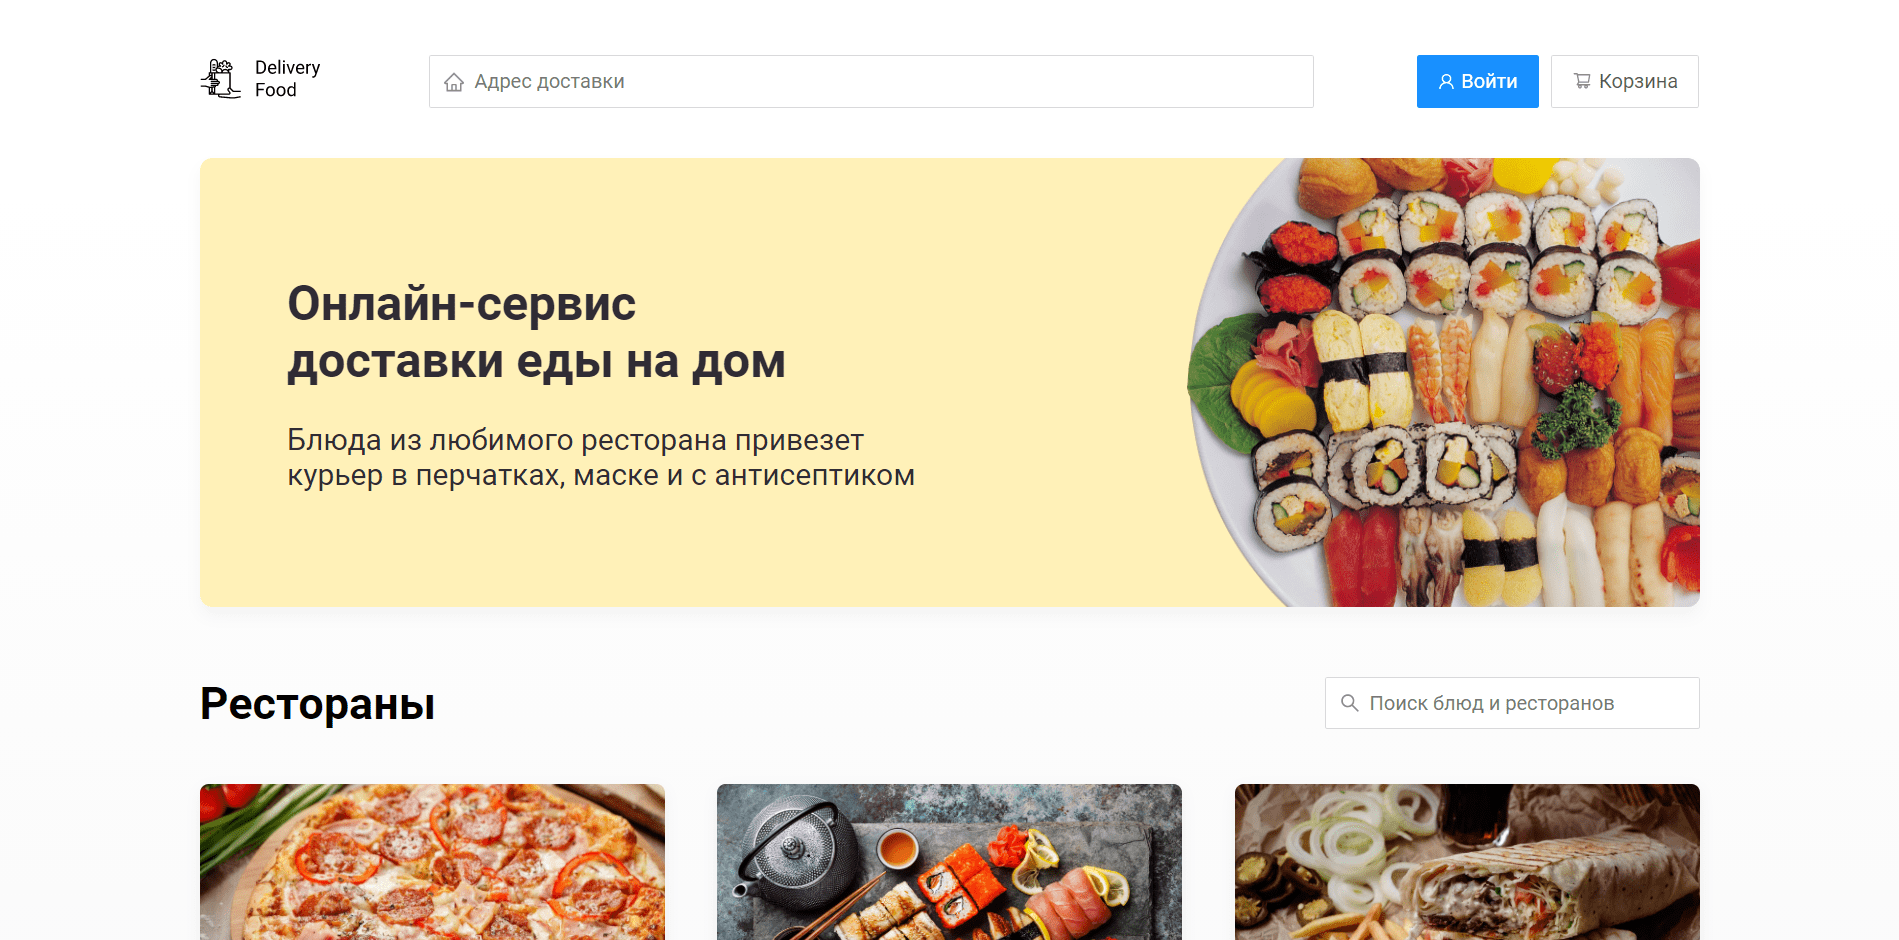 Delivery
Food
Адрес доставки
Войти
Корзина
Онлайн-сервис
доставки еды на дом
Блюда из любимого ресторана привезет
курьер в перчатках, маске и с антисептиком
Рестораны
Поиск блюд и ресторанов